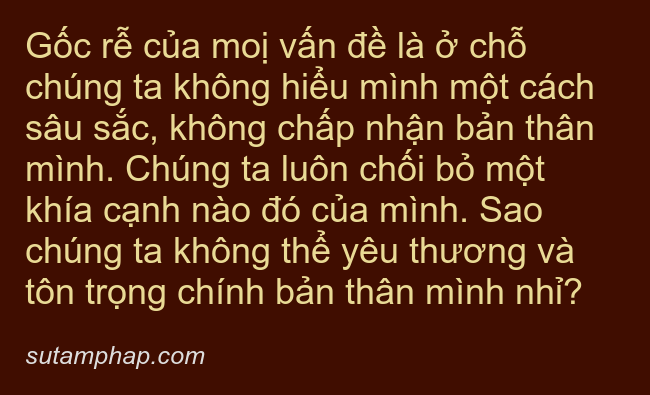 Gốc rễ của moị vấn đề là ở chỗ
chúng ta không hiểu mình một cách
sâu sắc, không chấp nhận bản thân
mình. Chúng ta luôn chối bỏ một
khía cạnh nào đó của mình. Sao
chúng ta không thể yêu thương và
tôn trọng chính bản thân mình nhỉ?
sutamphap.com